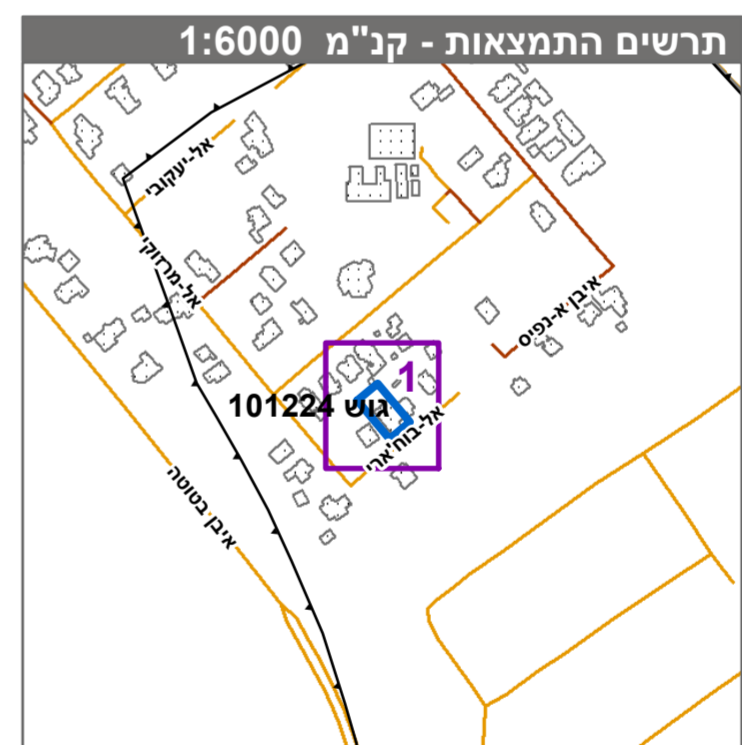 תרשים התמצאות - קנ"מ 1:6000
אל-יעקובי
אל-מרזוקי
איבן א-נפיס
1
גוש 101224
אל-בוח'ארי
איבן בטוטה